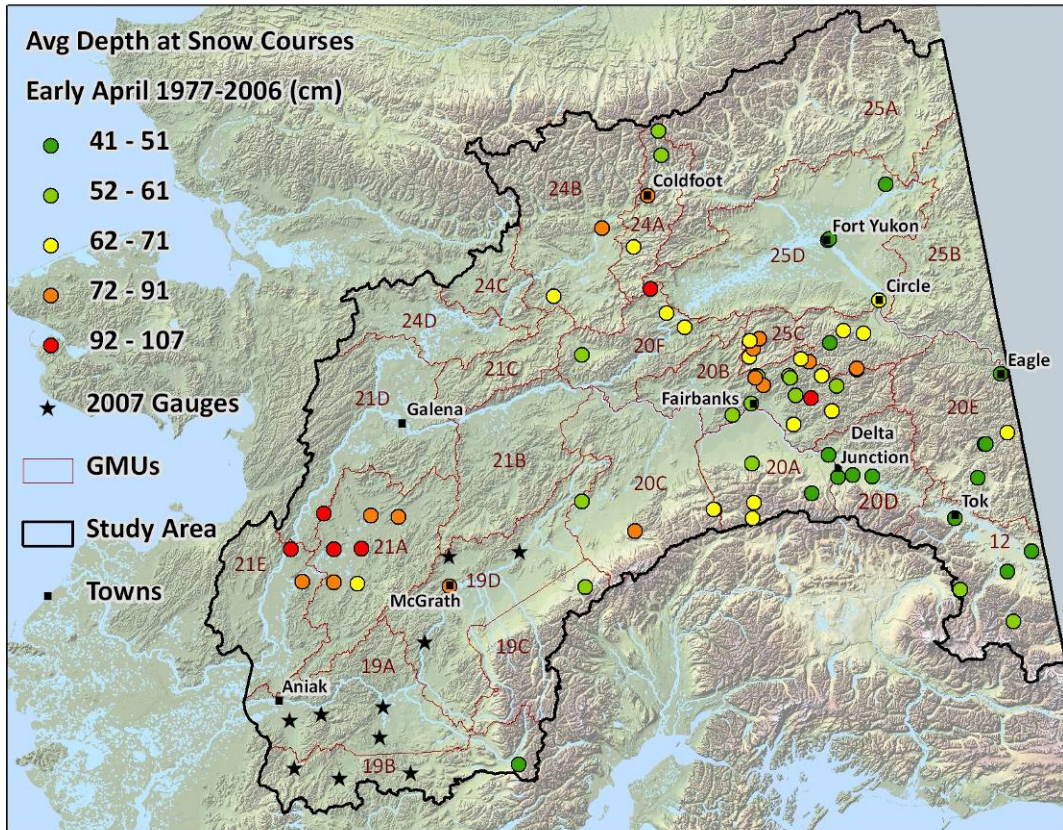 Avg Depth at Snow Courses
Early April 1977-2006 (cm)
41 - 51
52 - 61
62 - 71
72 - 91
92 - 107
2007 Gauges
GMUs
Study Area
Towns
25A
24B
Coldfoot
24A
Fort Yukon
25D
25B
24C
Circle
24D
20F
25C
21C
20B
Eagle
21D
Galena
Fairbanks
20E
Delta
Junction
21B
20A
20C
20D
Tok
21E
21A
12
19D
McGrath
19C
19A
Aniak
19B